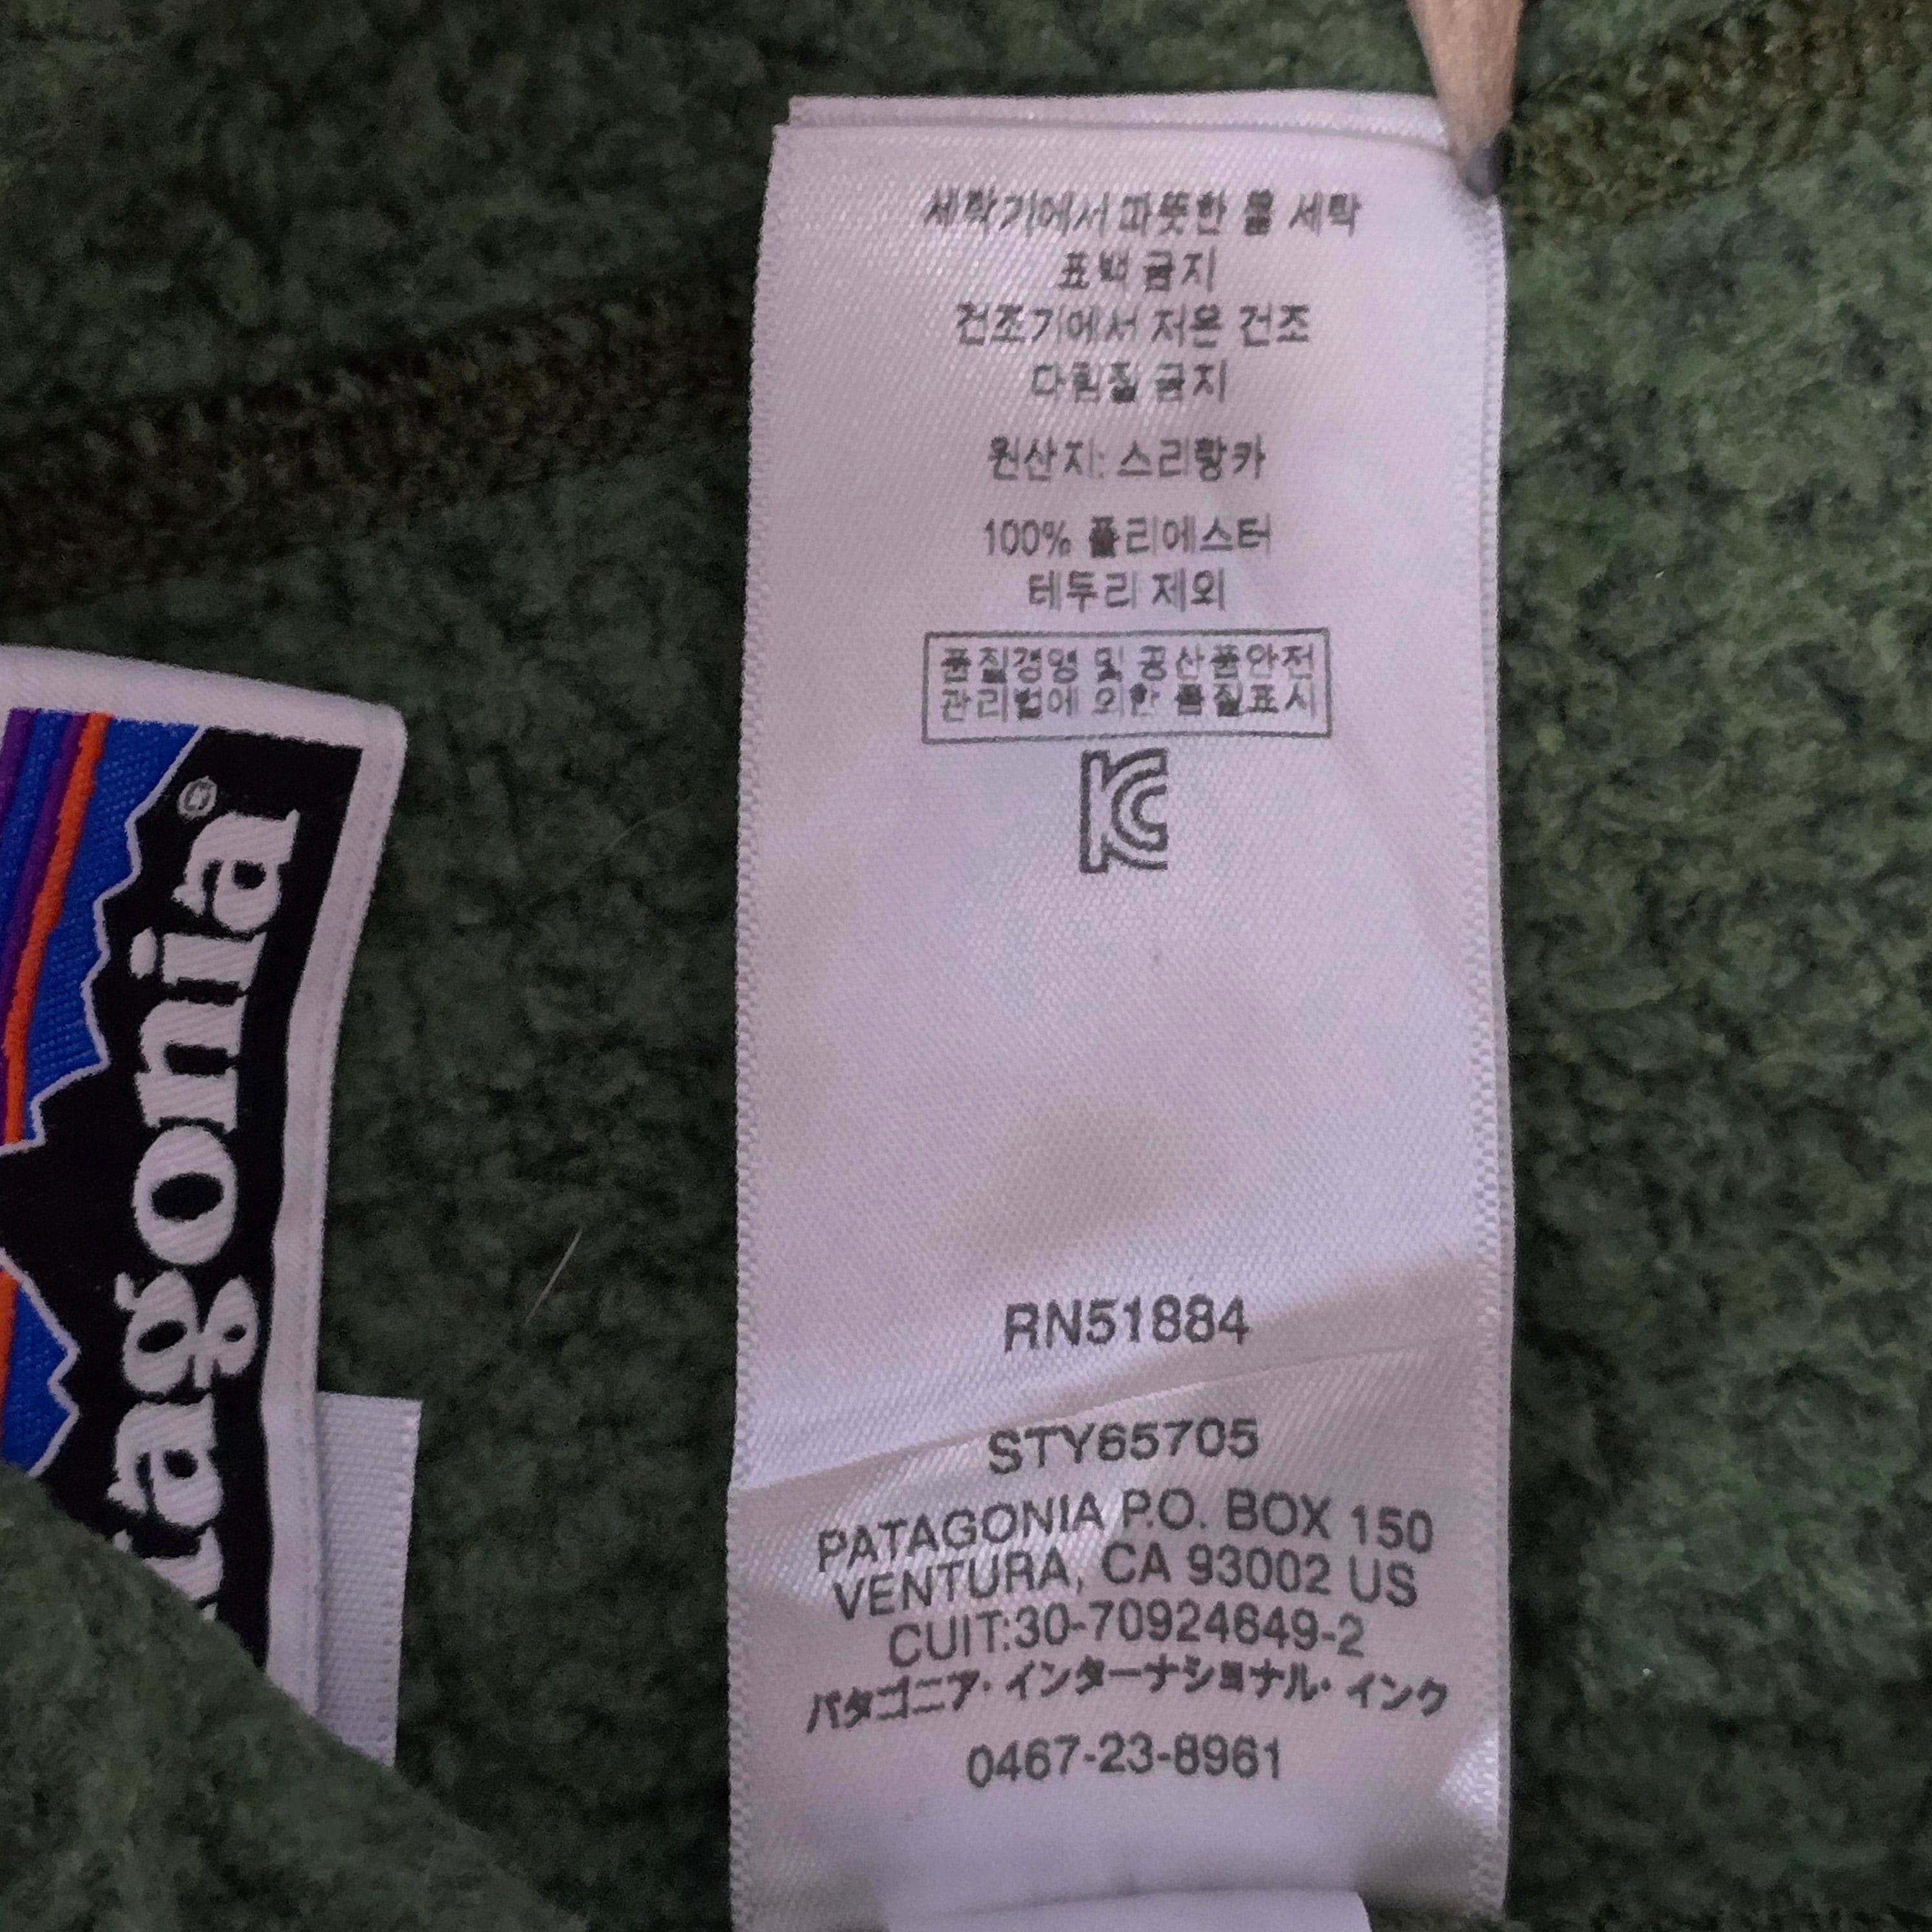 세탁기에서 따뜻한 물 세탁
표백 금지
건조기에서 저온 건조
다림질 금지
원산지: 스리랑카
100% 폴리에스터
테두리 제외
품질경영 및 공산품안전
관리법에 의한 품질표시
KC
RN51884
STY65705
PATAGONIA P.O. BOX 150
VENTURA, CA 93002 US
CUIT:30-70924649-2
パタゴニア・インターナショナル・インク
0467-23-8961
tagonia®